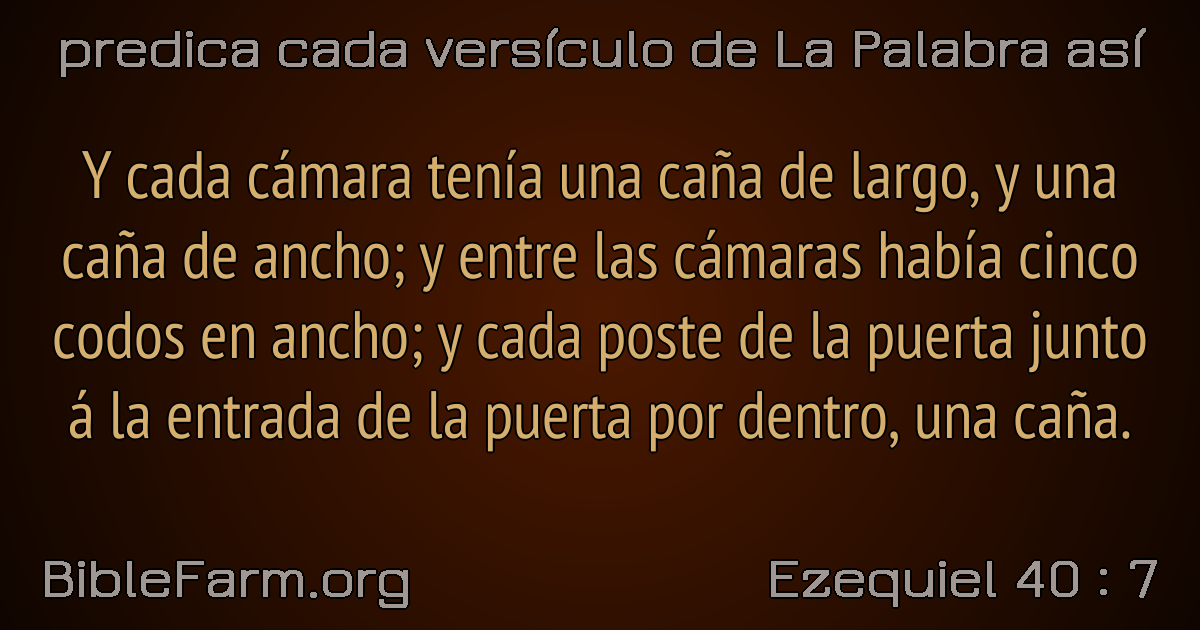 predica cada versículo de La Palabra así
Y cada cámara tenía una caña de largo, y una
caña de ancho; y entre las cámaras había cinco
codos en ancho; y cada poste de la puerta junto
á la entrada de la puerta por dentro, una caña.
BibleFarm.org
Ezequiel 40 : 7